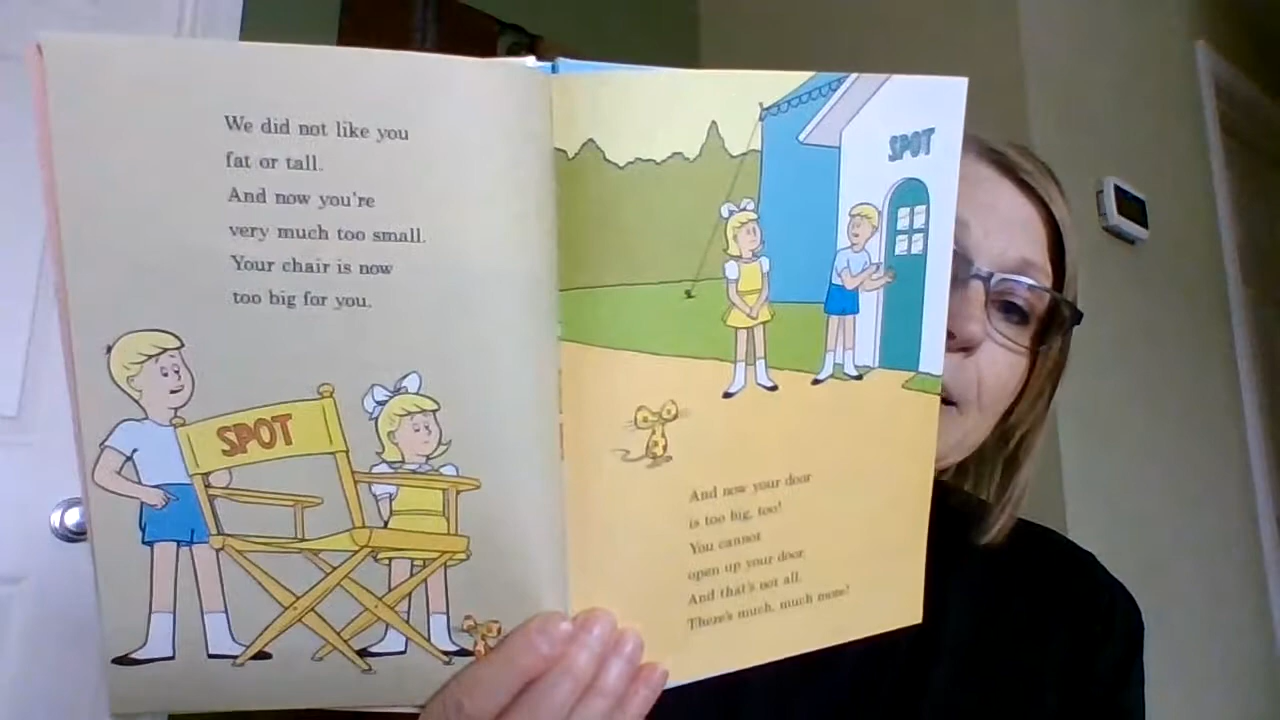 We did not like you
fat or tall.
And now you're
very much too small.
Your chair is now
too big for you.
SPOT
SPOT
And now your door
is too big, too!
You cannot
open up your door.
And that's not all.
There's much, much more!